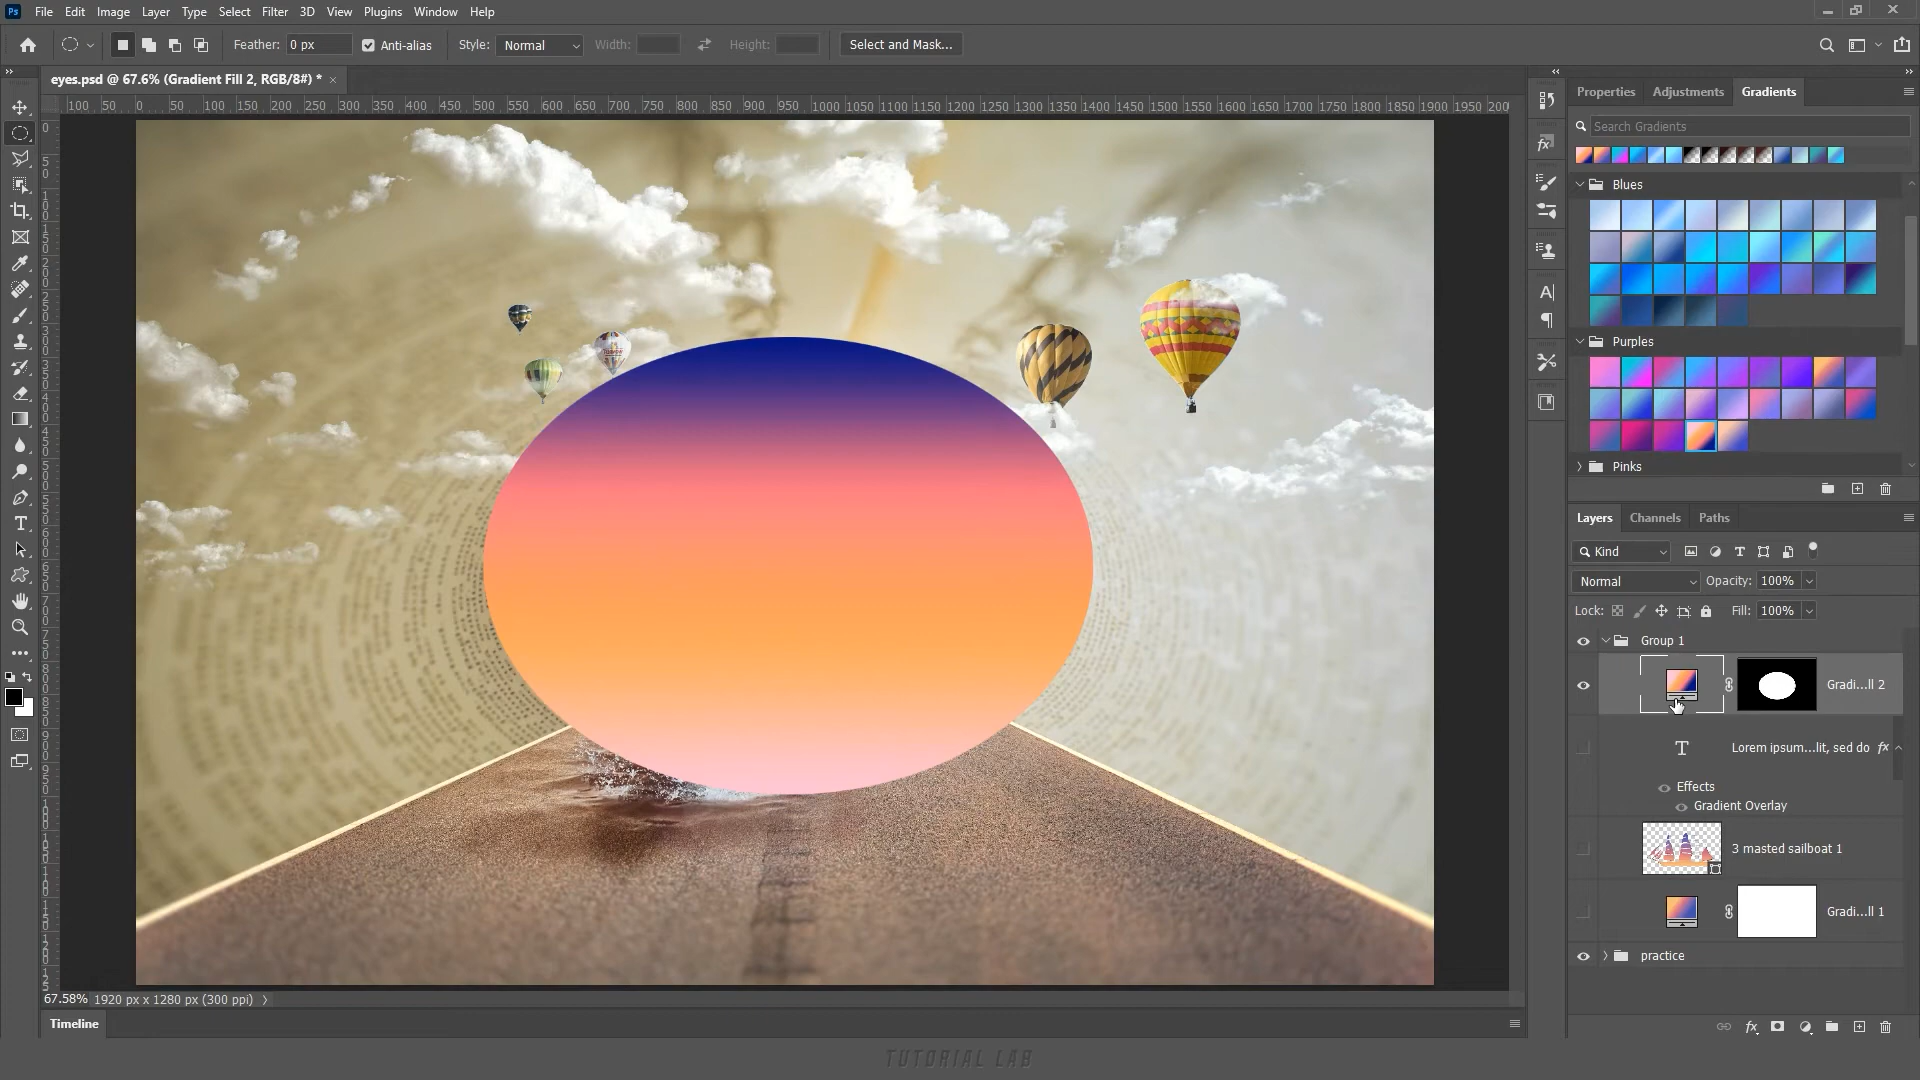 Ps File Edit Image Layer Type Select Filter 3D View Plugins Window Help
Feather: 0 px Anti-alias Style: Normal Width: Height: Select and Mask...
eyes.psd @ 67.6% (Gradient Fill 2, RGB/8#) * ×
100 50 0 50 100 150 200 250 300 350 400 450 500 550 600 650 700 750 800 850 900 950 1000 1050 1100 1150 1200 1250 1300 1350 1400 1450 1500 1550 1600 1650 1700 1750 1800 1850 1900 1950 200
Properties Adjustments Gradients
Search Gradients
Blues
Purples
Pinks
Layers Channels Paths
Kind
Normal Opacity: 100%
Lock: Fill: 100%
Group 1
Gradi...ll 2
T Lorem ipsum...lit, sed do fx
Effects
Gradient Overlay
3 masted sailboat 1
Gradi...ll 1
practice
67.58% 1920 px x 1280 px (300 ppi) >
Timeline
TUTORIAL LAB